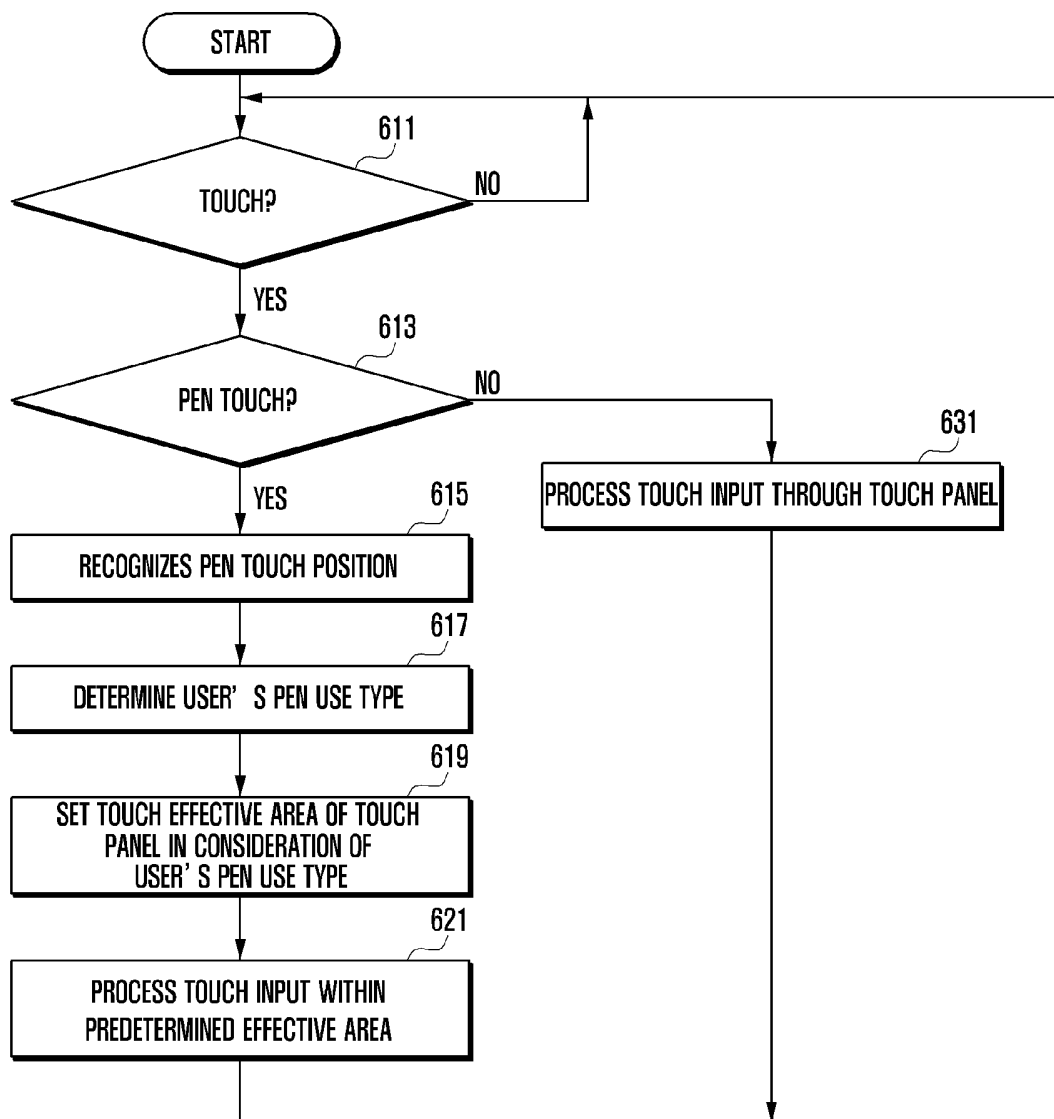 START
611
TOUCH?
NO
YES
613
PEN TOUCH?
NO
YES
631
PROCESS TOUCH INPUT THROUGH TOUCH PANEL
615
RECOGNIZES PEN TOUCH POSITION
617
DETERMINE USER' S PEN USE TYPE
619
SET TOUCH EFFECTIVE AREA OF TOUCH
PANEL IN CONSIDERATION OF
USER' S PEN USE TYPE
621
PROCESS TOUCH INPUT WITHIN
PREDETERMINED EFFECTIVE AREA